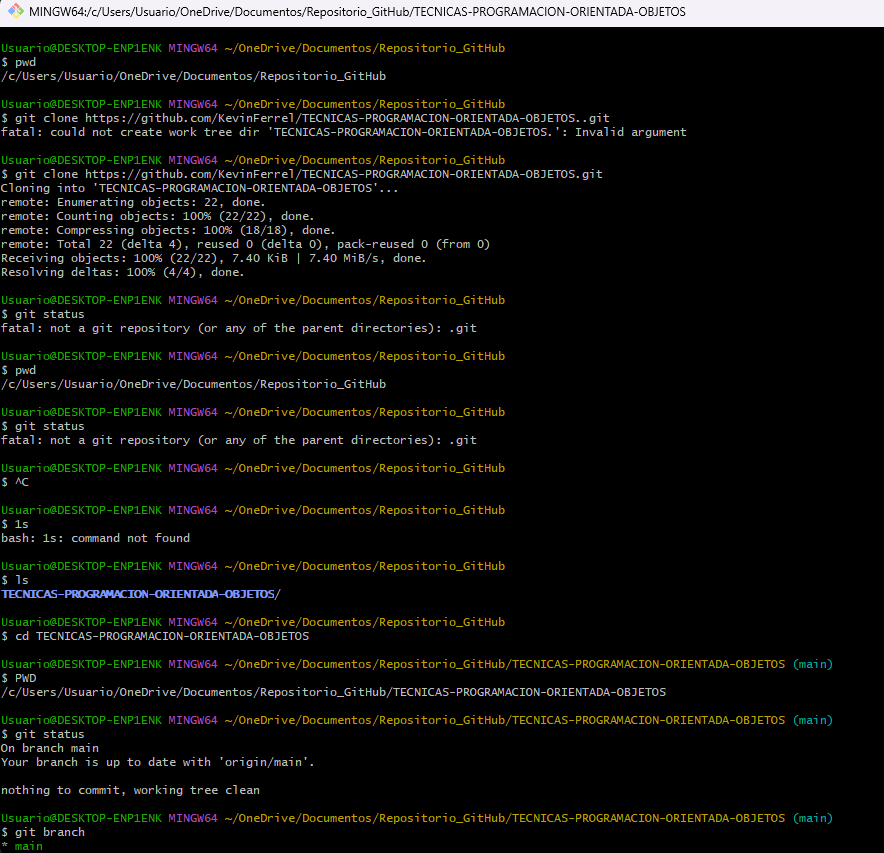 MINGW64:/c/Users/Usuario/OneDrive/Documentos/Repositorio_GitHub/TECNICAS-PROGRAMACION-ORIENTADA-OBJETOS
Usuario@DESKTOP-ENP1ENK MINGW64 ~/OneDrive/Documentos/Repositorio_GitHub
$ pwd
/c/Users/Usuario/OneDrive/Documentos/Repositorio_GitHub
Usuario@DESKTOP-ENP1ENK MINGW64 ~/OneDrive/Documentos/Repositorio_GitHub
$ git clone https://github.com/KevinFerrel/TECNICAS-PROGRAMACION-ORIENTADA-OBJETOS..git
fatal: could not create work tree dir 'TECNICAS-PROGRAMACION-ORIENTADA-OBJETOS.': Invalid argument
Usuario@DESKTOP-ENP1ENK MINGW64 ~/OneDrive/Documentos/Repositorio_GitHub
$ git clone https://github.com/KevinFerrel/TECNICAS-PROGRAMACION-ORIENTADA-OBJETOS.git
Cloning into 'TECNICAS-PROGRAMACION-ORIENTADA-OBJETOS'...
remote: Enumerating objects: 22, done.
remote: Counting objects: 100% (22/22), done.
remote: Compressing objects: 100% (18/18), done.
remote: Total 22 (delta 4), reused 0 (delta 0), pack-reused 0 (from 0)
Receiving objects: 100% (22/22), 7.40 KiB | 7.40 MiB/s, done.
Resolving deltas: 100% (4/4), done.
Usuario@DESKTOP-ENP1ENK MINGW64 ~/OneDrive/Documentos/Repositorio_GitHub
$ git status
fatal: not a git repository (or any of the parent directories): .git
Usuario@DESKTOP-ENP1ENK MINGW64 ~/OneDrive/Documentos/Repositorio_GitHub
$ pwd
/c/Users/Usuario/OneDrive/Documentos/Repositorio_GitHub
Usuario@DESKTOP-ENP1ENK MINGW64 ~/OneDrive/Documentos/Repositorio_GitHub
$ git status
fatal: not a git repository (or any of the parent directories): .git
Usuario@DESKTOP-ENP1ENK MINGW64 ~/OneDrive/Documentos/Repositorio_GitHub
$ ^C
Usuario@DESKTOP-ENP1ENK MINGW64 ~/OneDrive/Documentos/Repositorio_GitHub
$ 1s
bash: 1s: command not found
Usuario@DESKTOP-ENP1ENK MINGW64 ~/OneDrive/Documentos/Repositorio_GitHub
$ ls
TECNICAS-PROGRAMACION-ORIENTADA-OBJETOS/
Usuario@DESKTOP-ENP1ENK MINGW64 ~/OneDrive/Documentos/Repositorio_GitHub
$ cd TECNICAS-PROGRAMACION-ORIENTADA-OBJETOS
Usuario@DESKTOP-ENP1ENK MINGW64 ~/OneDrive/Documentos/Repositorio_GitHub/TECNICAS-PROGRAMACION-ORIENTADA-OBJETOS (main)
$ PWD
/c/Users/Usuario/OneDrive/Documentos/Repositorio_GitHub/TECNICAS-PROGRAMACION-ORIENTADA-OBJETOS
Usuario@DESKTOP-ENP1ENK MINGW64 ~/OneDrive/Documentos/Repositorio_GitHub/TECNICAS-PROGRAMACION-ORIENTADA-OBJETOS (main)
$ git status
On branch main
Your branch is up to date with 'origin/main'.
nothing to commit, working tree clean
Usuario@DESKTOP-ENP1ENK MINGW64 ~/OneDrive/Documentos/Repositorio_GitHub/TECNICAS-PROGRAMACION-ORIENTADA-OBJETOS (main)
$ git branch
* main